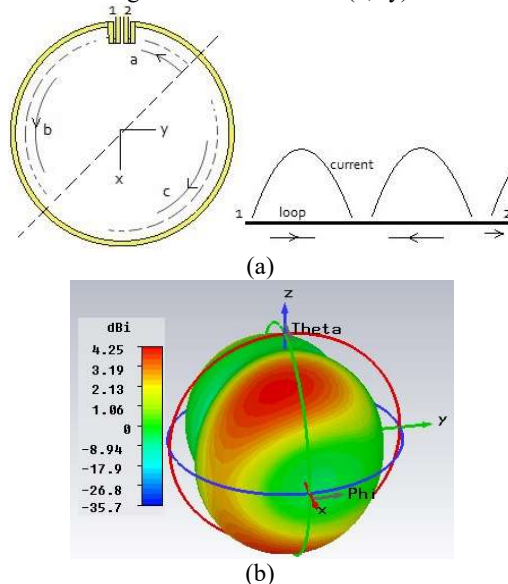 1 2
a
b
y
x
c
current
1
loop
2
(a)
dBi
4.25
3.19
2.13
1.06
0
-8.94
-17.9
-26.8
-35.7
z
Theta
y
Phi
x
(b)